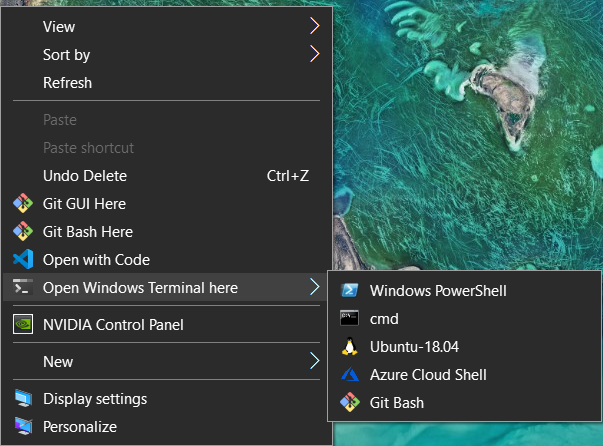 View
Sort by
Refresh
Paste
Paste shortcut
Undo Delete Ctrl+Z
Git GUI Here
Git Bash Here
Open with Code
Open Windows Terminal here
NVIDIA Control Panel
New
Display settings
Personalize
Windows PowerShell
cmd
Ubuntu-18.04
Azure Cloud Shell
Git Bash